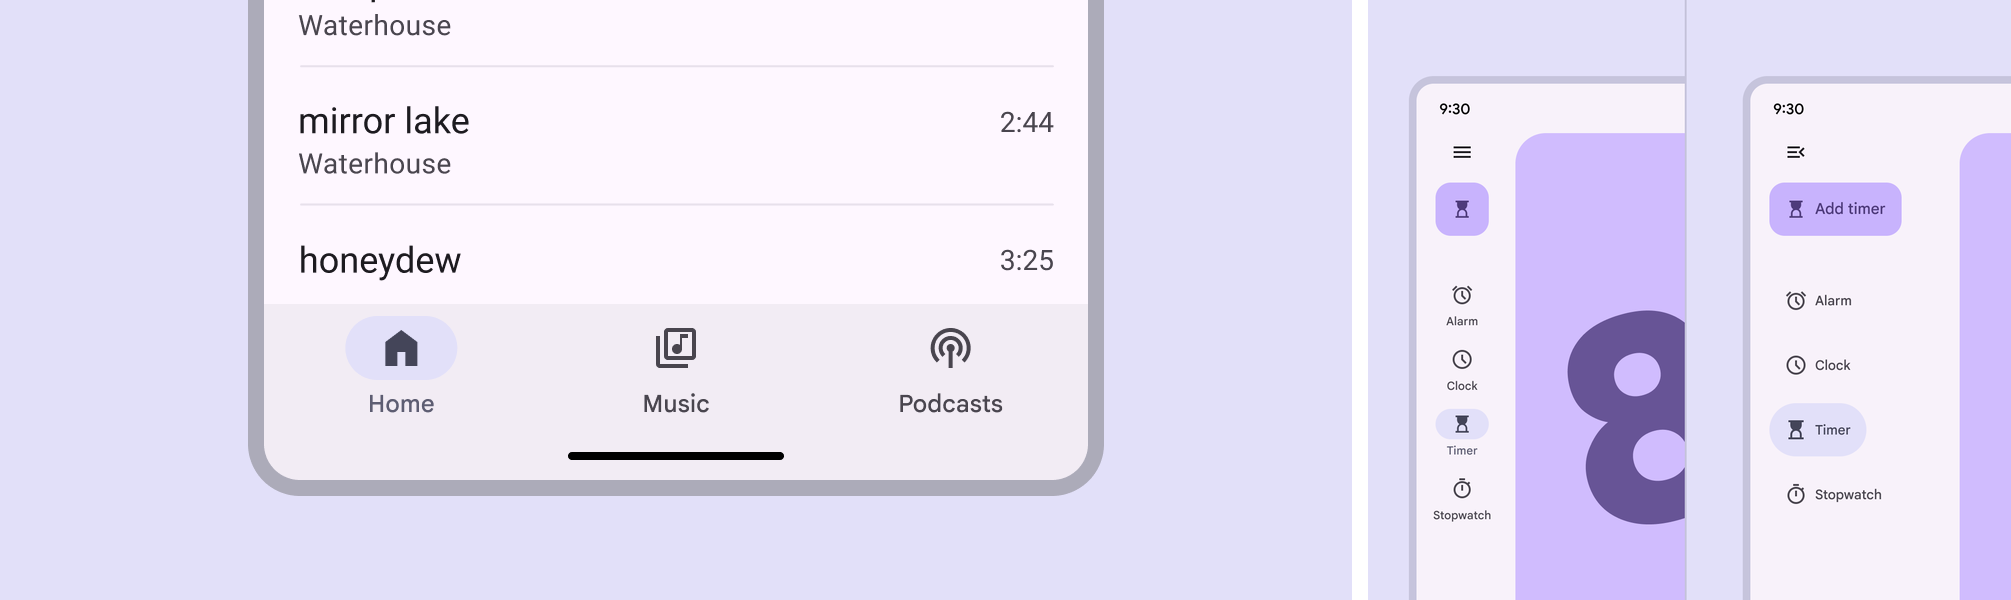 Waterhouse
mirror lake 2:44
Waterhouse
honeydew 3:25
Home Music Podcasts
9:30
Alarm
Clock
Timer
Stopwatch
8
9:30
Add timer
Alarm
Clock
Timer
Stopwatch